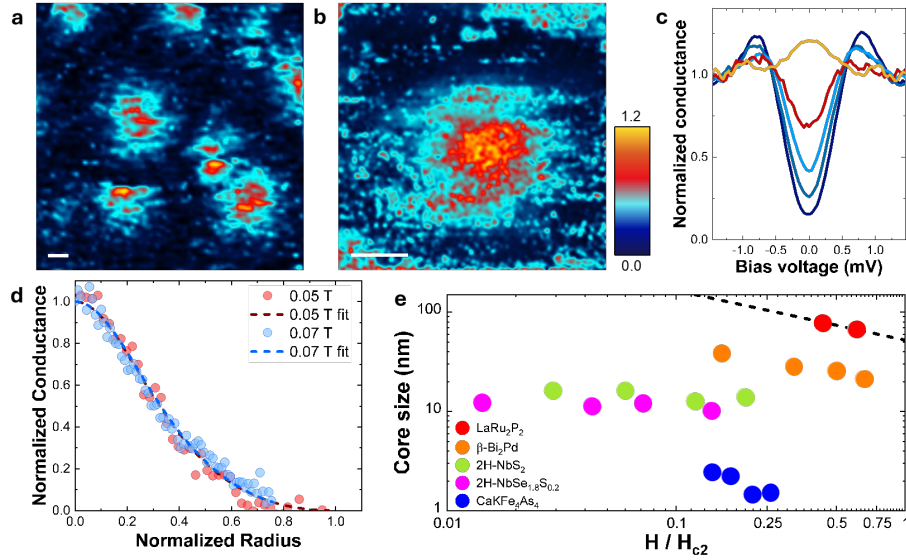 a
b
1.2
0.0
c
Normalized conductance
1.0
0.5
0.0
-1.0
-0.5
0.0
0.5
1.0
Bias voltage (mV)
d
Normalized Conductance
1.0
0.8
0.6
0.4
0.2
0.0
0.05 T
0.05 T fit
0.07 T
0.07 T fit
0.0
0.2
0.4
0.6
0.8
1.0
Normalized Radius
e
Core size (nm)
100
10
1
LaRu₂P₂
β-Bi₂Pd
2H-NbS₂
2H-NbSe₁.₈S₀.₂
CaKFe₄As₄
0.01
0.1
0.25
0.5
0.75
1
H / H_c2